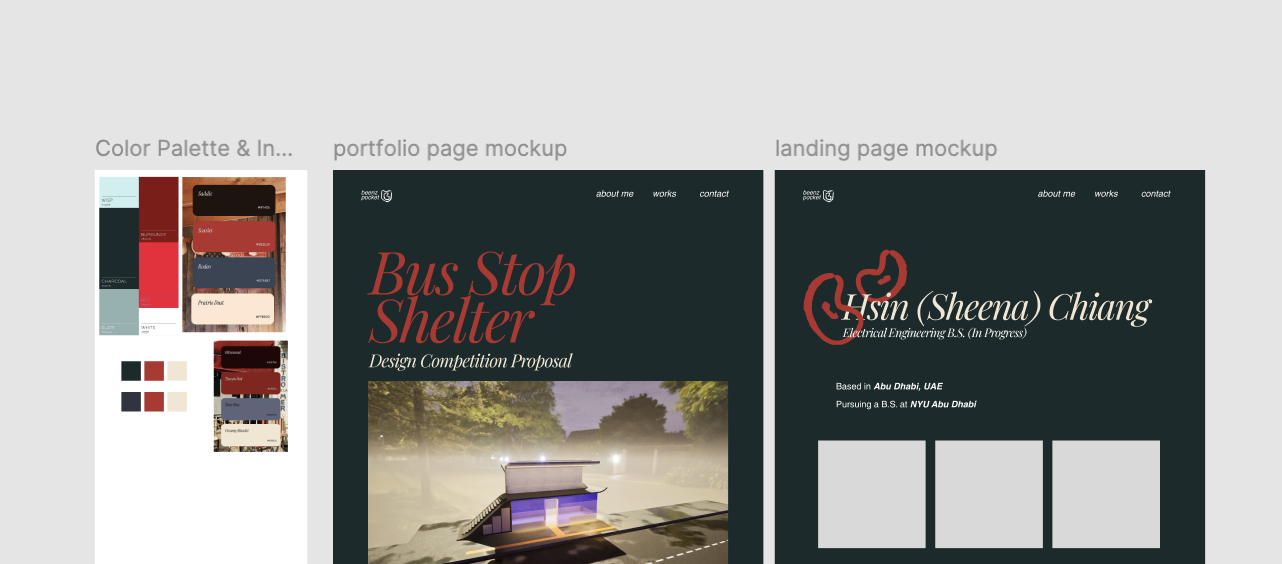 Color Palette & In...
portfolio page mockup
landing page mockup
WISP
BURGUNDY
CHARCOAL
WHITE
Saddle
Scarlet
Rodeo
Prairie Dust
beenz.
pocket
about me works contact
Bus Stop
Shelter
Design Competition Proposal
beenz.
pocket
about me works contact
Hsin (Sheena) Chiang
Electrical Engineering B.S. (In Progress)
Based in Abu Dhabi, UAE
Pursuing a B.S. at NYU Abu Dhabi